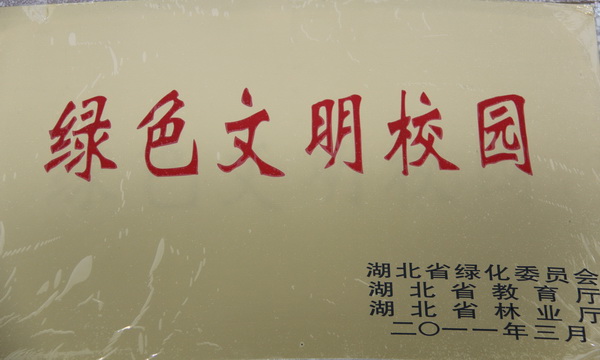 绿色文明校园
湖北省绿化委员会
湖北省教育厅
湖北省林业厅
二〇一一年三月